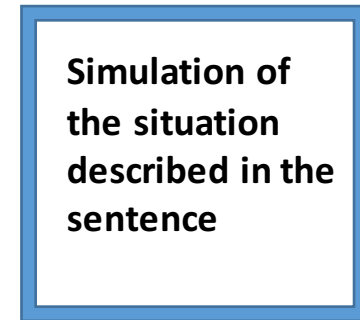 Simulation of
the situation
described in the
sentence